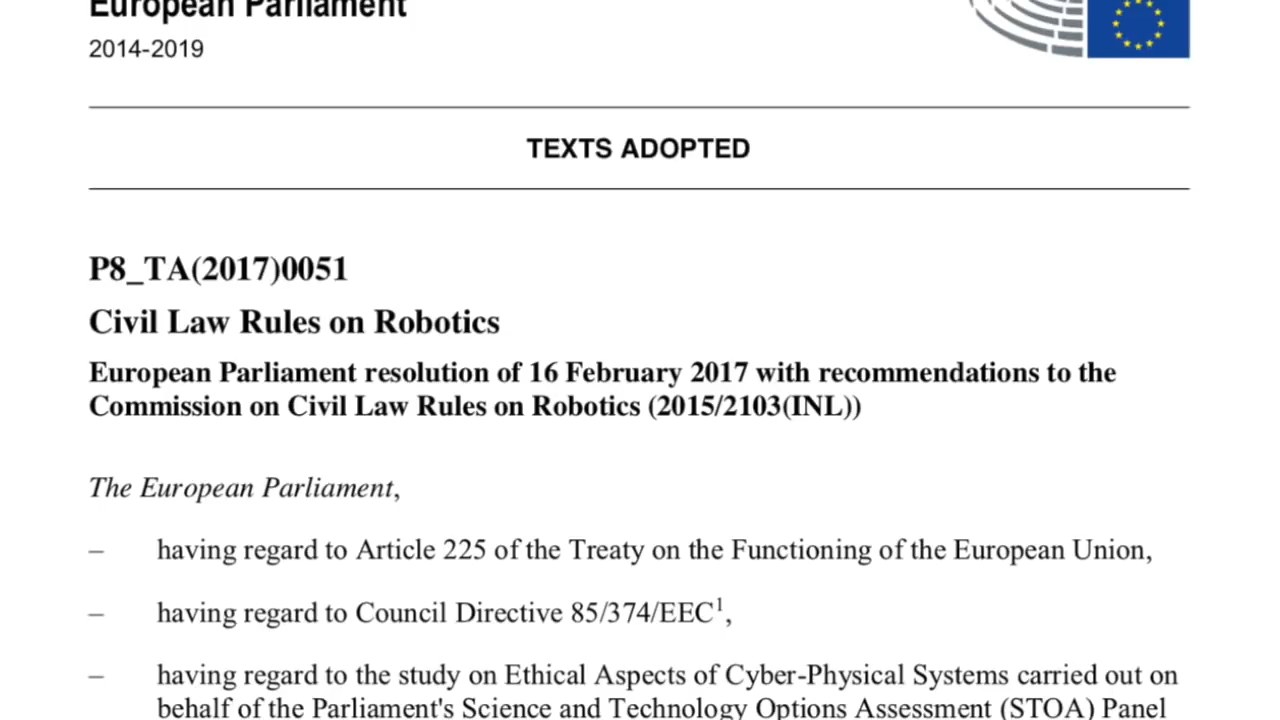 European Parliament
2014-2019
TEXTS ADOPTED
P8_TA(2017)0051
Civil Law Rules on Robotics
European Parliament resolution of 16 February 2017 with recommendations to the
Commission on Civil Law Rules on Robotics (2015/2103(INL))
The European Parliament,
– having regard to Article 225 of the Treaty on the Functioning of the European Union,
– having regard to Council Directive 85/374/EEC¹,
– having regard to the study on Ethical Aspects of Cyber-Physical Systems carried out on
behalf of the Parliament's Science and Technology Options Assessment (STOA) Panel